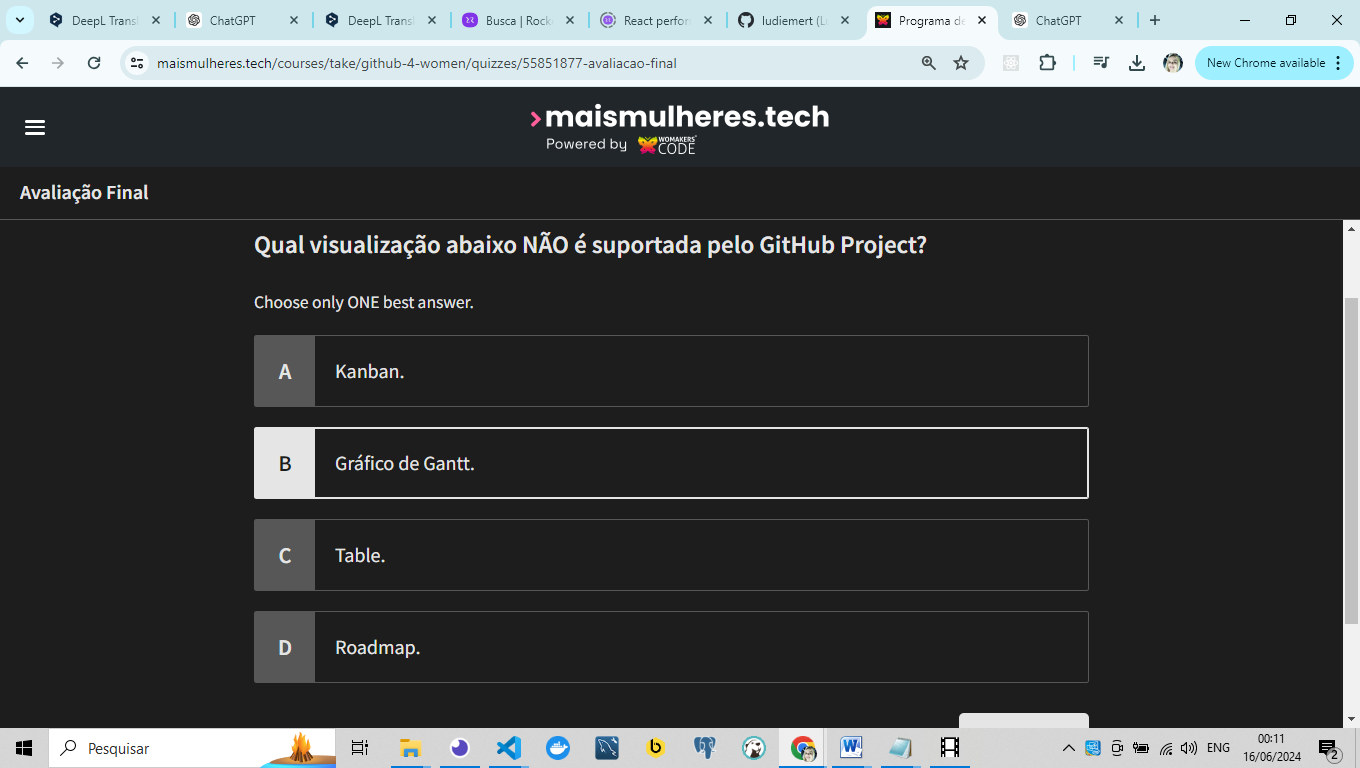 DeepL Transl
ChatGPT
DeepL Transl
Busca | Rock
React perfor
ludiemert (L
Programa de
ChatGPT
maismulheres.tech/courses/take/github-4-women/quizzes/55851877-avaliacao-final
New Chrome available
maismulheres.tech
Powered by WOMAKERS CODE
Avaliação Final
Qual visualização abaixo NÃO é suportada pelo GitHub Project?
Choose only ONE best answer.
A Kanban.
B Gráfico de Gantt.
C Table.
D Roadmap.
Pesquisar
ENG
00:11
16/06/2024
2